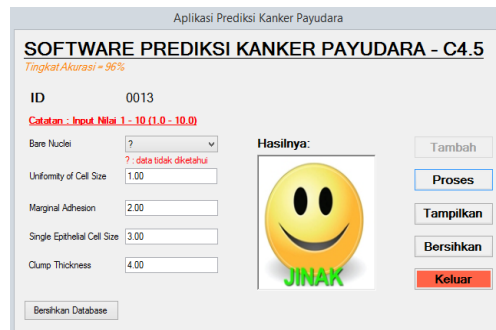 Aplikasi Prediksi Kanker Payudara
SOFTWARE PREDIKSI KANKER PAYUDARA - C4.5
Tingkat Akurasi = 96%
ID 0013
Catatan : Input Nilai 1 - 10 (1.0 - 10.0)
Bare Nuclei ?
? : data tidak diketahui
Uniformity of Cell Size 1.00
Marginal Adhesion 2.00
Single Epithelial Cell Size 3.00
Clump Thickness 4.00
Bersihkan Database
Hasilnya:
JINAK
Tambah
Proses
Tampilkan
Bersihkan
Keluar